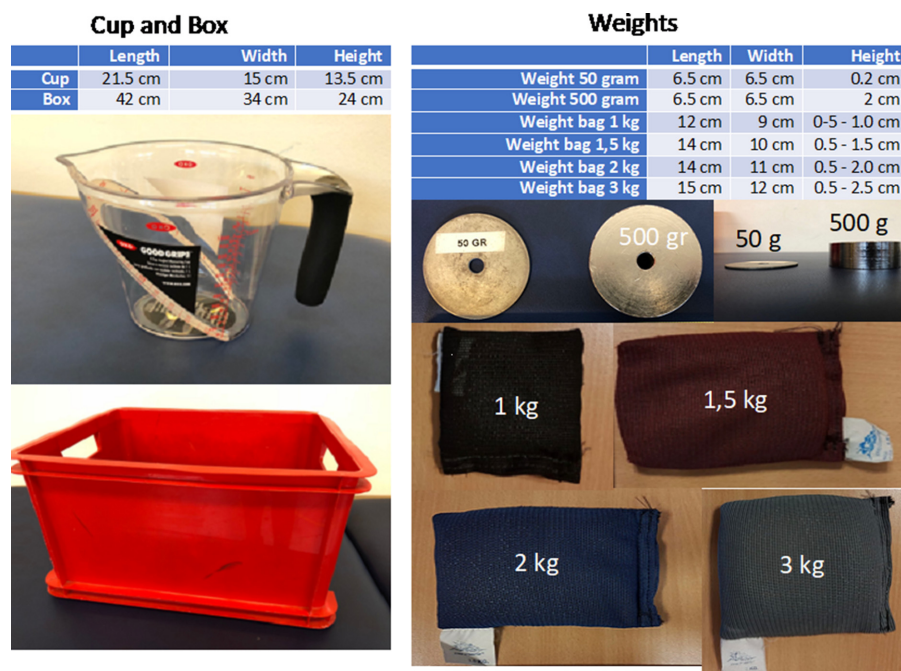 Cup and Box
Length Width Height
Cup 21.5 cm 15 cm 13.5 cm
Box 42 cm 34 cm 24 cm
OXO
OXO
OXO
GOOD GRIPS
Weights
Length Width Height
Weight 50 gram 6.5 cm 6.5 cm 0.2 cm
Weight 500 gram 6.5 cm 6.5 cm 2 cm
Weight bag 1 kg 12 cm 9 cm 0-5 - 1.0 cm
Weight bag 1,5 kg 14 cm 10 cm 0.5 - 1.5 cm
Weight bag 2 kg 14 cm 11 cm 0.5 - 2.0 cm
Weight bag 3 kg 15 cm 12 cm 0.5 - 2.5 cm
50 GR
500 gr
50 g
500 g
1 kg
1,5 kg
2 kg
3 kg